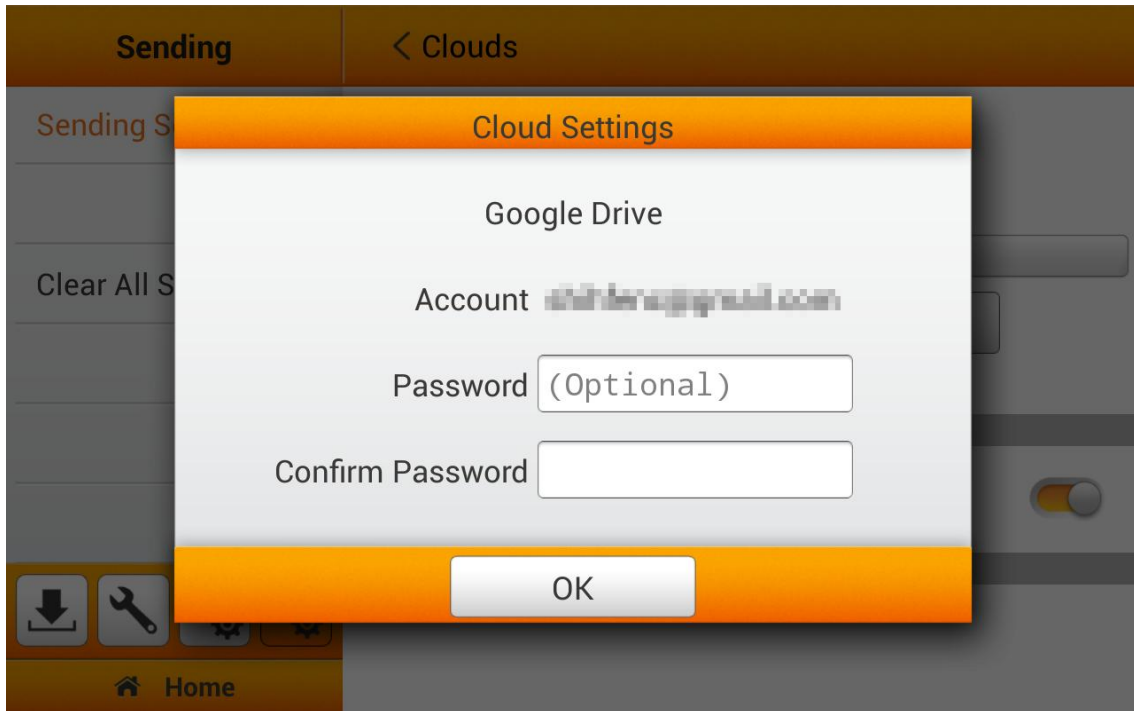 Sending
< Clouds
Sending S
Cloud Settings
Google Drive
Clear All S
Account
Password (Optional)
Confirm Password
OK
Home